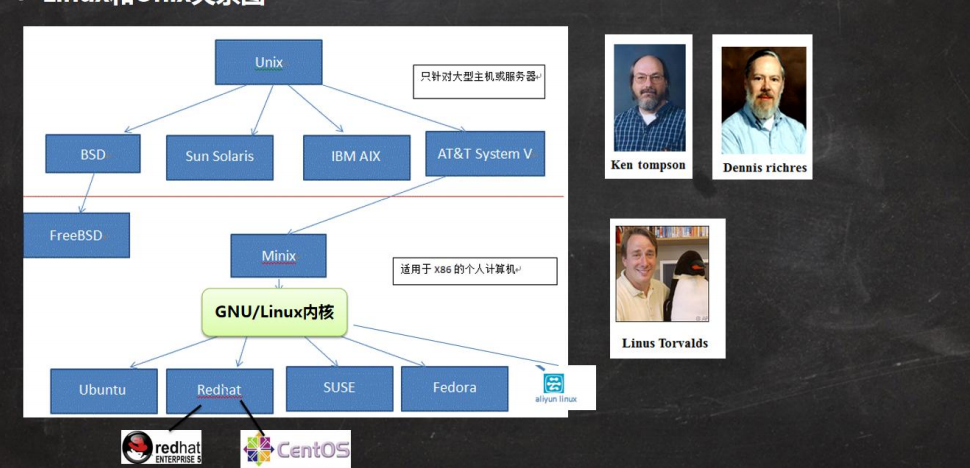 Linux和Unix关系图
Unix
只针对大型主机或服务器
BSD
Sun Solaris
IBM AIX
AT&T System V
FreeBSD
Minix
适用于 X86 的个人计算机
GNU/Linux内核
Ubuntu
Redhat
SUSE
Fedora
aliyun linux
redhat
ENTERPRISE 5
CentOS
Ken tompson
Dennis richres
Linus Torvalds